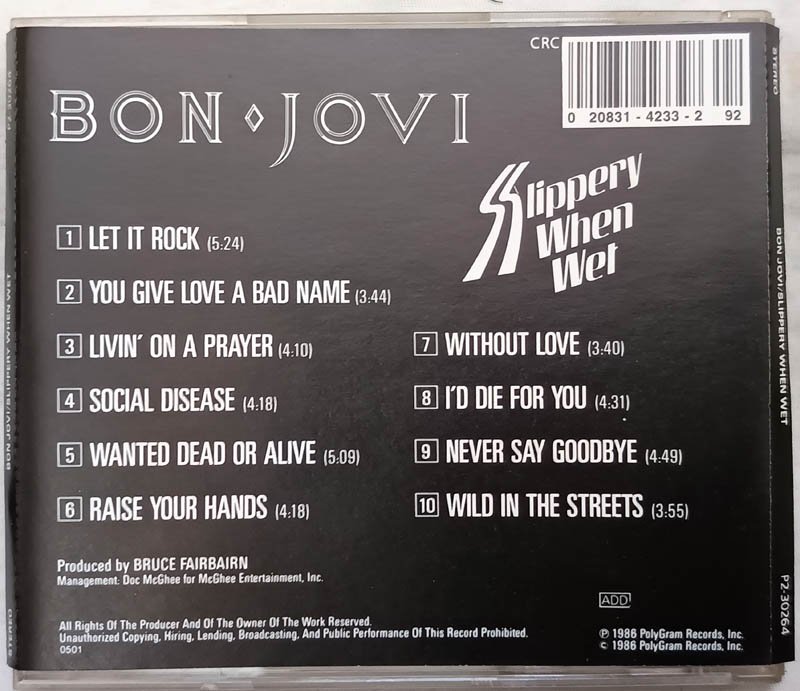 CRC
0 20831 - 4233 - 2 92
BON ◊ JOVI
Slippery
When
Wet
1 LET IT ROCK (5:24)
2 YOU GIVE LOVE A BAD NAME (3:44)
3 LIVIN' ON A PRAYER (4:10)
4 SOCIAL DISEASE (4:18)
5 WANTED DEAD OR ALIVE (5:09)
6 RAISE YOUR HANDS (4:18)
7 WITHOUT LOVE (3:40)
8 I'D DIE FOR YOU (4:31)
9 NEVER SAY GOODBYE (4:49)
10 WILD IN THE STREETS (3:55)
Produced by BRUCE FAIRBAIRN
Management: Doc McGhee for McGhee Entertainment, Inc.
ADD
All Rights Of The Producer And Of The Owner Of The Work Reserved.
Unauthorized Copying, Hiring, Lending, Broadcasting, And Public Performance Of This Record Prohibited.
0501
℗ 1986 PolyGram Records, Inc.
© 1986 PolyGram Records, Inc.
STEREO
BON JOVI/SLIPPERY WHEN WET
P2-30264
STEREO
BON JOVI/SLIPPERY WHEN WET
P2-30264